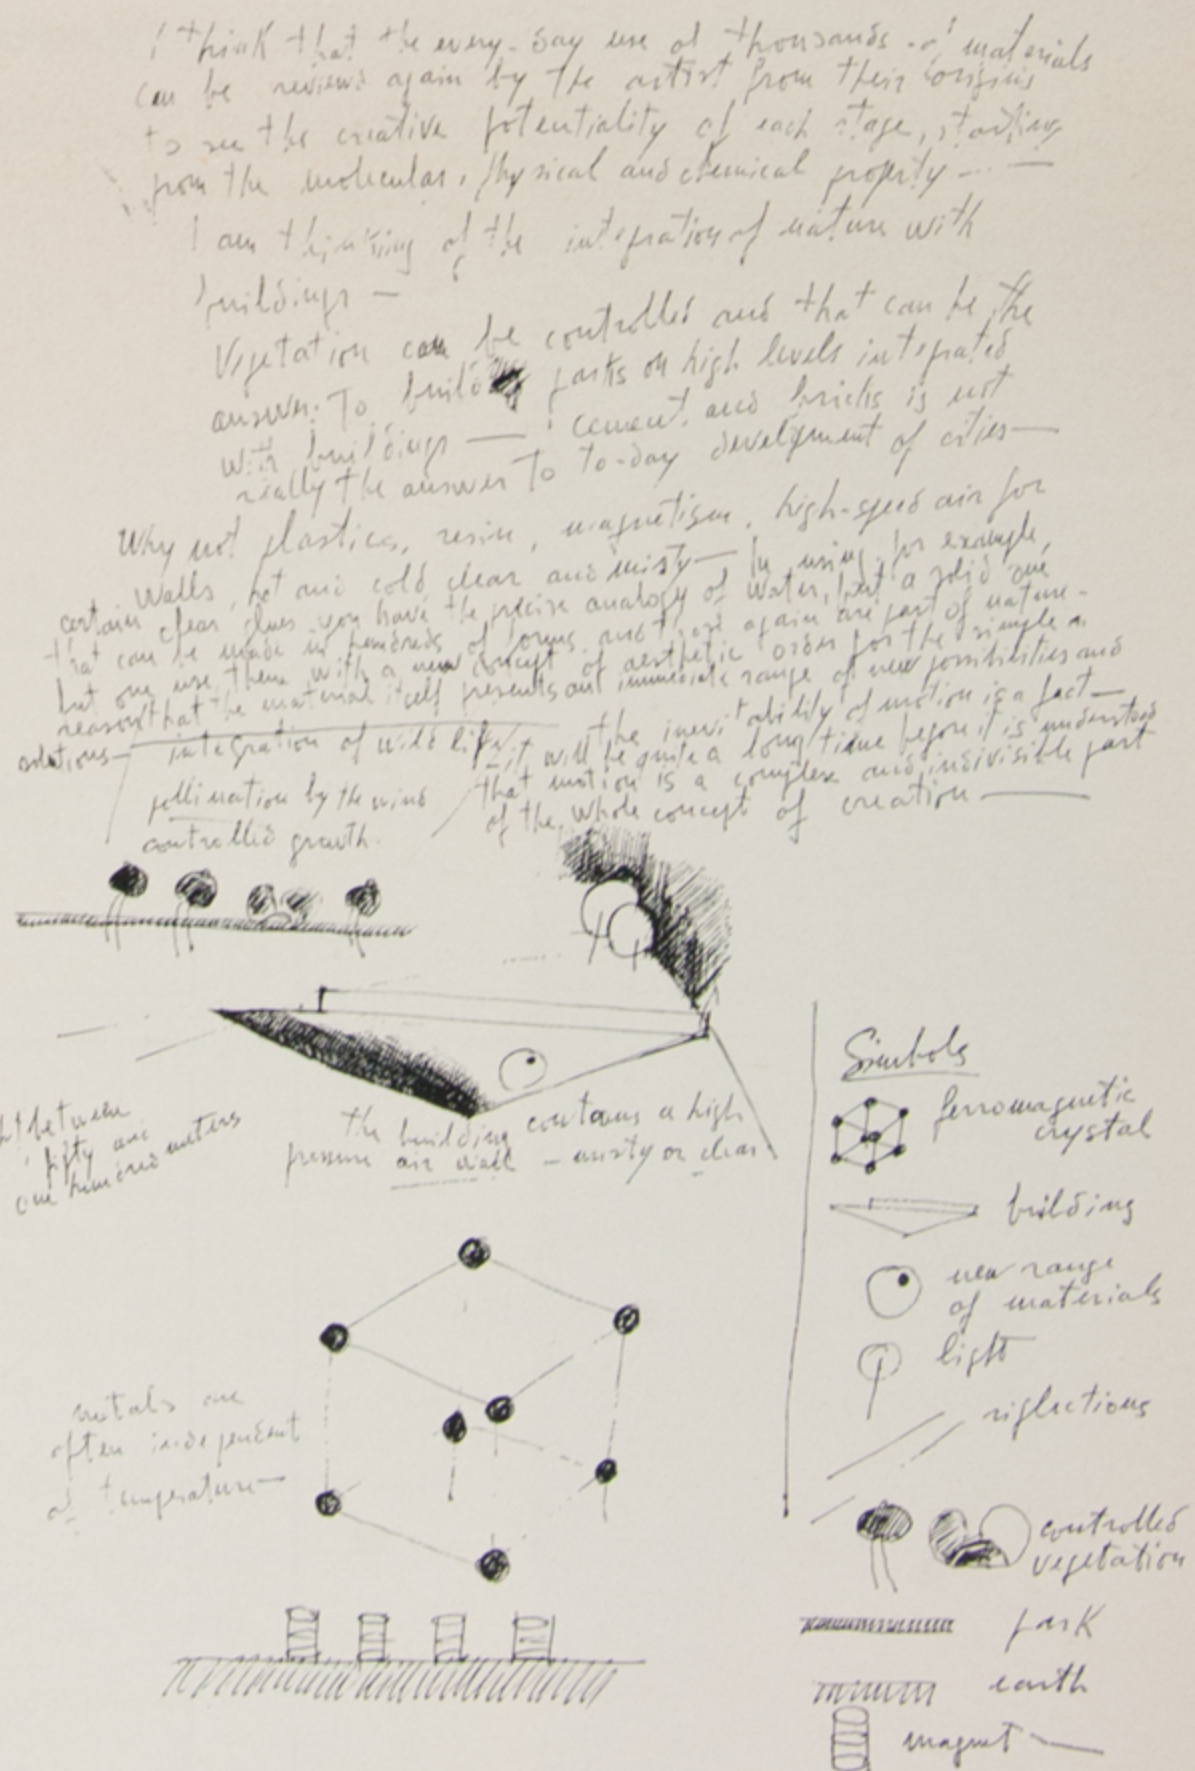 I think that the every-day use of thousands of materials
can be reviewed again by the artist from their origins
to see the creative potentiality of each stage, starting
from the molecular, physical and chemical property --- —
I am thinking of the integration of nature with
buildings —
Vegetation can be controlled and that can be the
answer to build parks on high levels integrated
with buildings — cement and bricks is not
really the answer to to-day development of cities —
Why not plastics, resin, magnetism, high-speed air for
walls, hot and cold clear and misty — In using, for example,
certain clear glues you have the precise analogy of water, but a solid one
that can be made in hundreds of forms and here again are part of nature -
but one use them with a new concept of aesthetic order for the simple
reason that the material itself presents an immediate range of new possibilities and
solutions —
integration of wild life
pollination by the wind
controlled growth.
the inevitability of motion is a fact —
it will be quite a long time before it is understood
that motion is a complex and indivisible part
of the whole concept of creation —
between
fifty and
one hundred meters
the building contains a high
pressure air wall — misty or clear
metals are
often independent
of temperature —
Simbols
ferromagnetic
crystal
building
new range
of materials
light
riflections
controlled
vegetation
park
earth
magnet —